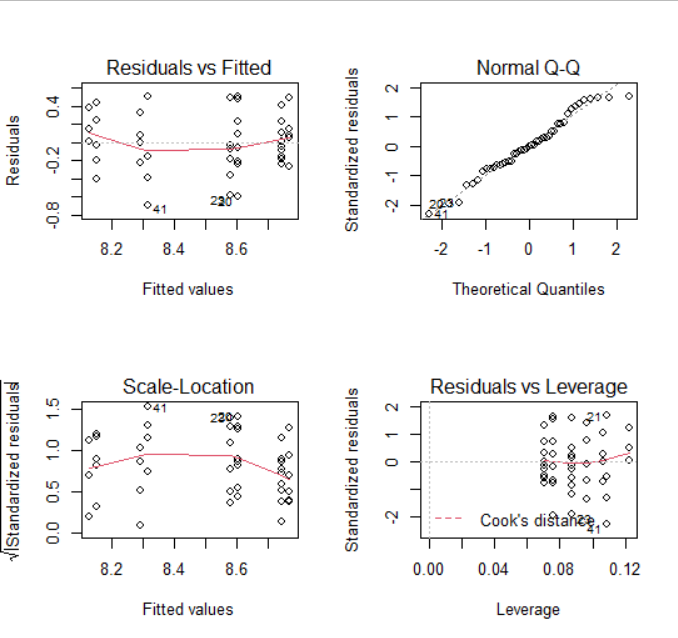 Residuals vs Fitted
Residuals
0.4
-0.2
-0.8
41
20
8.2 8.4 8.6
Fitted values
Normal Q-Q
Standardized residuals
2
1
0
-1
-2
2023
41
-2 -1 0 1 2
Theoretical Quantiles
Scale-Location
√|Standardized residuals|
1.5
1.0
0.5
0.0
41
20
8.2 8.4 8.6
Fitted values
Residuals vs Leverage
Standardized residuals
2
1
0
-2
21
Cook's distance
23
41
0.00 0.04 0.08 0.12
Leverage